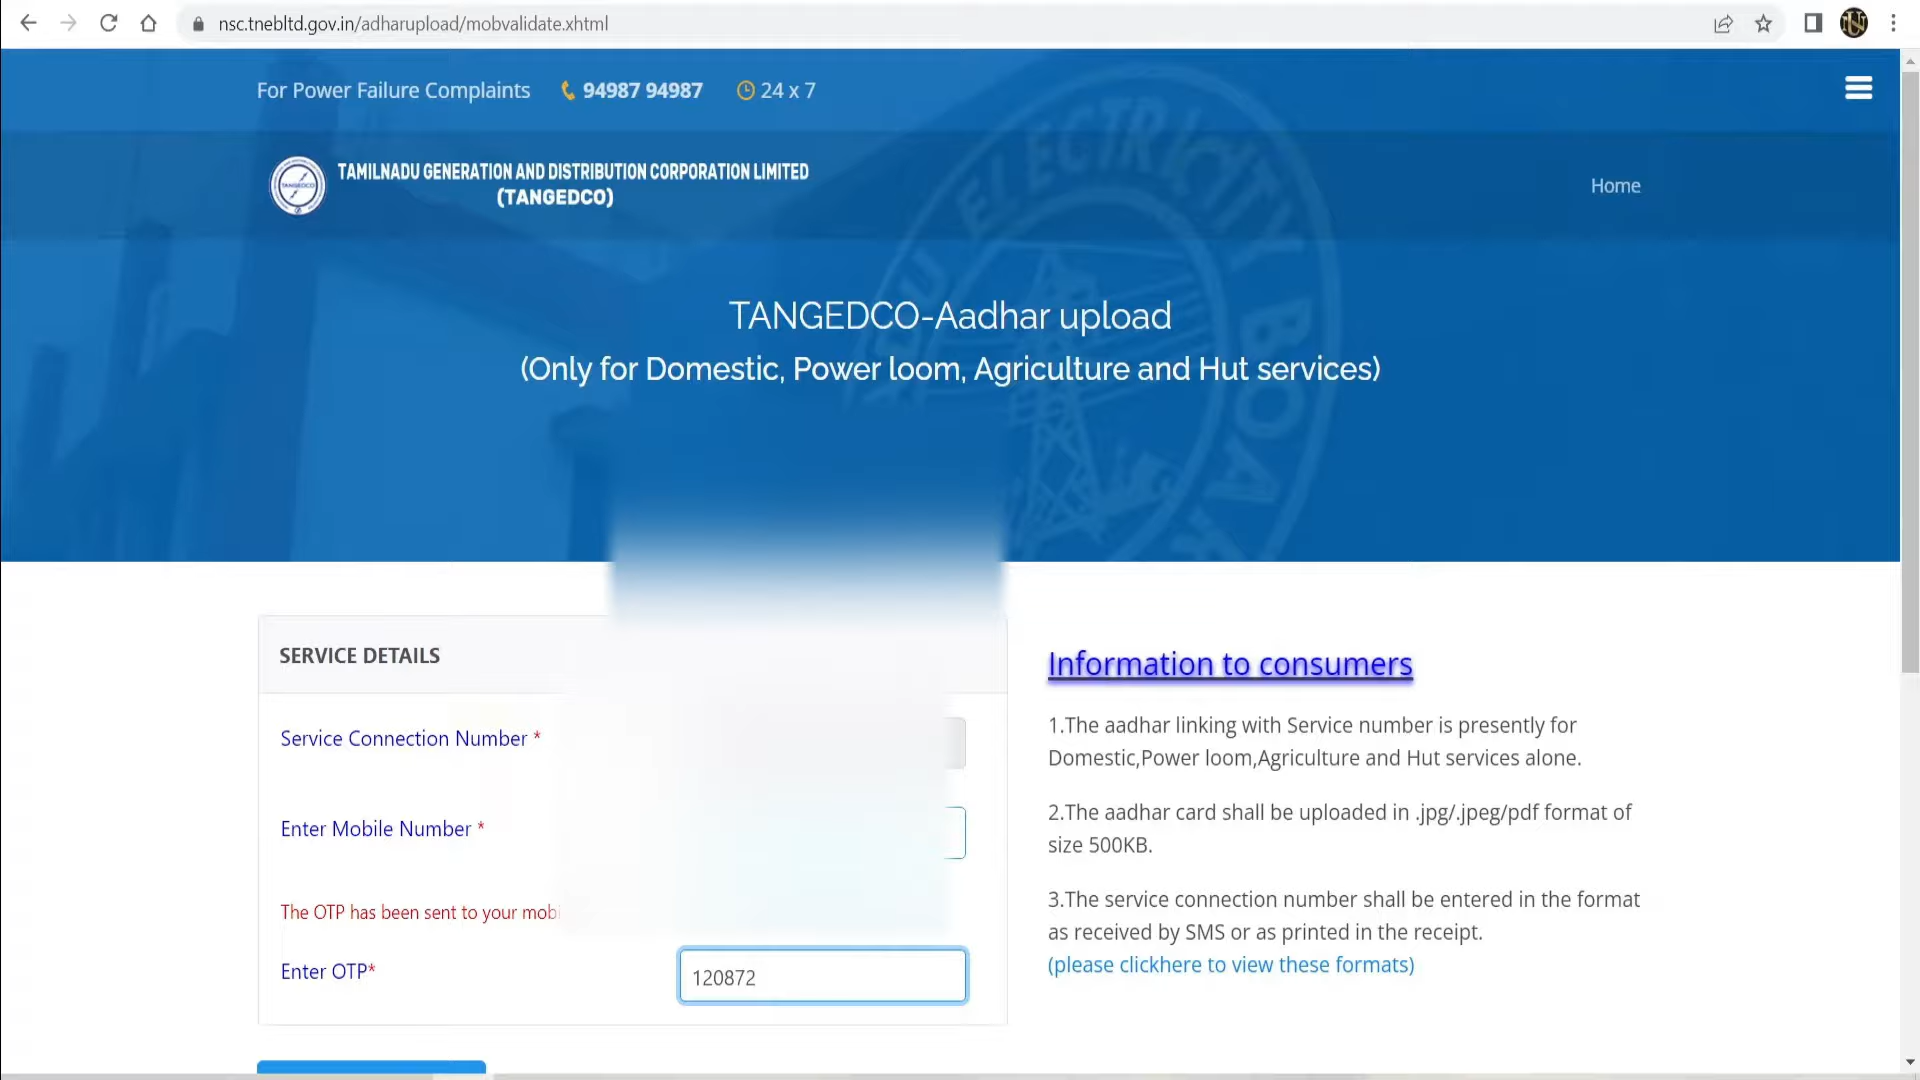 nsc.tnebltd.gov.in/adharupload/mobvalidate.xhtml
For Power Failure Complaints 94987 94987 24 x 7
TANGEDCO
TAMILNADU GENERATION AND DISTRIBUTION CORPORATION LIMITED
(TANGEDCO)
Home
ELECTRICITY BOA
TANGEDCO-Aadhar upload
(Only for Domestic, Power loom, Agriculture and Hut services)
SERVICE DETAILS
Service Connection Number *
Enter Mobile Number *
The OTP has been sent to your mobi
Enter OTP*
120872
Information to consumers
1.The aadhar linking with Service number is presently for
Domestic,Power loom,Agriculture and Hut services alone.
2.The aadhar card shall be uploaded in .jpg/.jpeg/pdf format of
size 500KB.
3.The service connection number shall be entered in the format
as received by SMS or as printed in the receipt.
(please clickhere to view these formats)